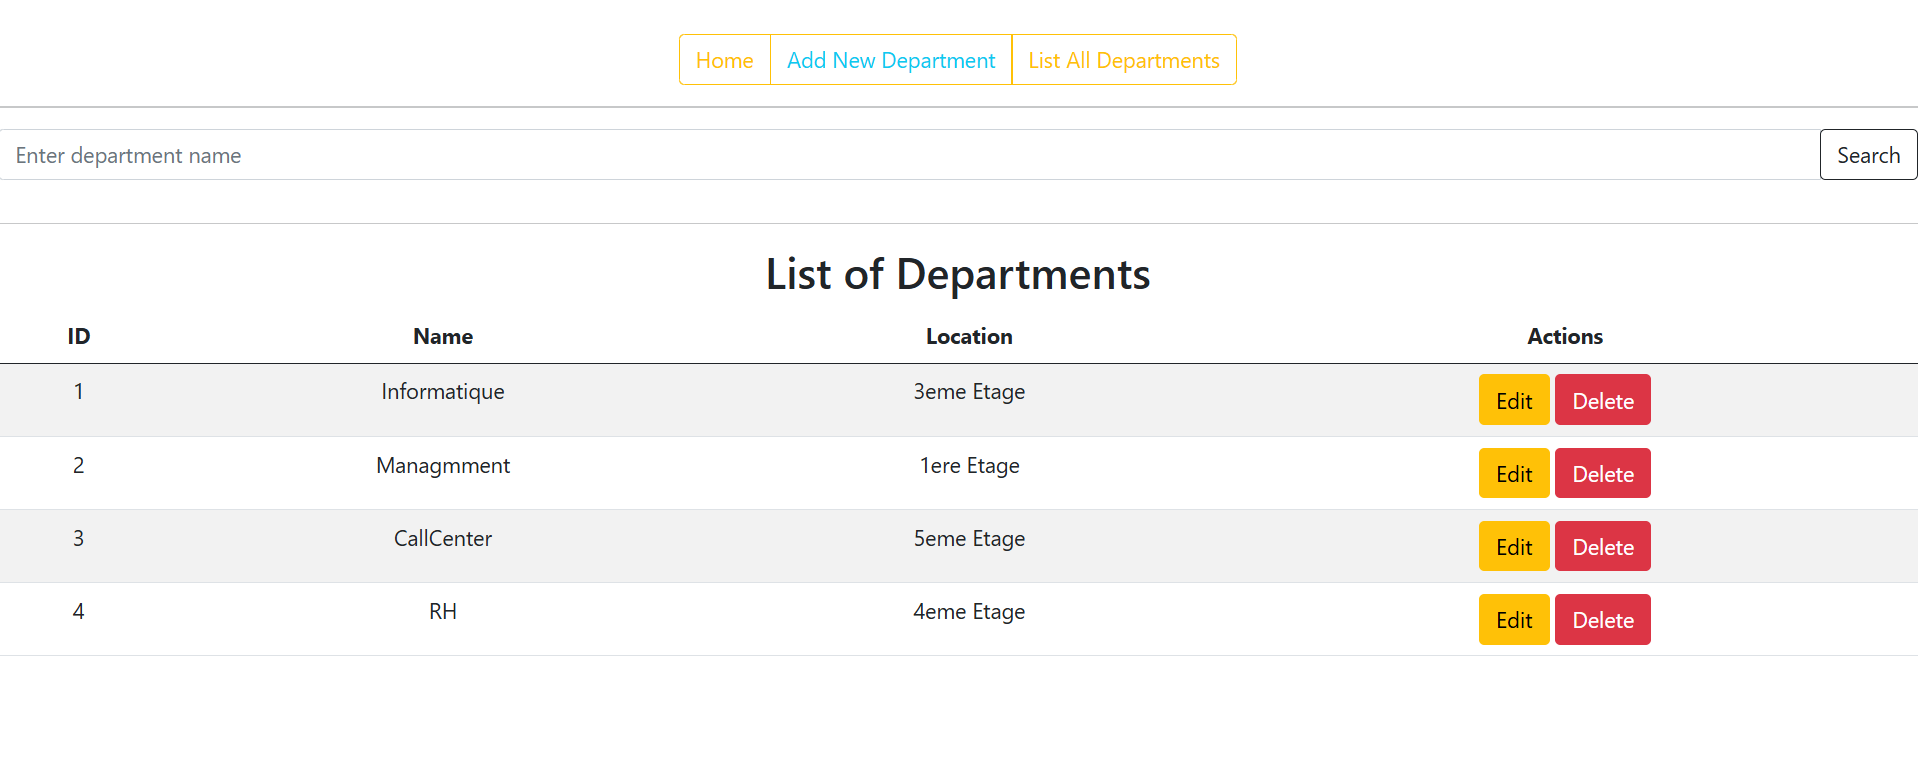 Home Add New Department List All Departments
Enter department name Search
List of Departments
ID Name Location Actions
1 Informatique 3eme Etage Edit Delete
2 Managmment 1ere Etage Edit Delete
3 CallCenter 5eme Etage Edit Delete
4 RH 4eme Etage Edit Delete